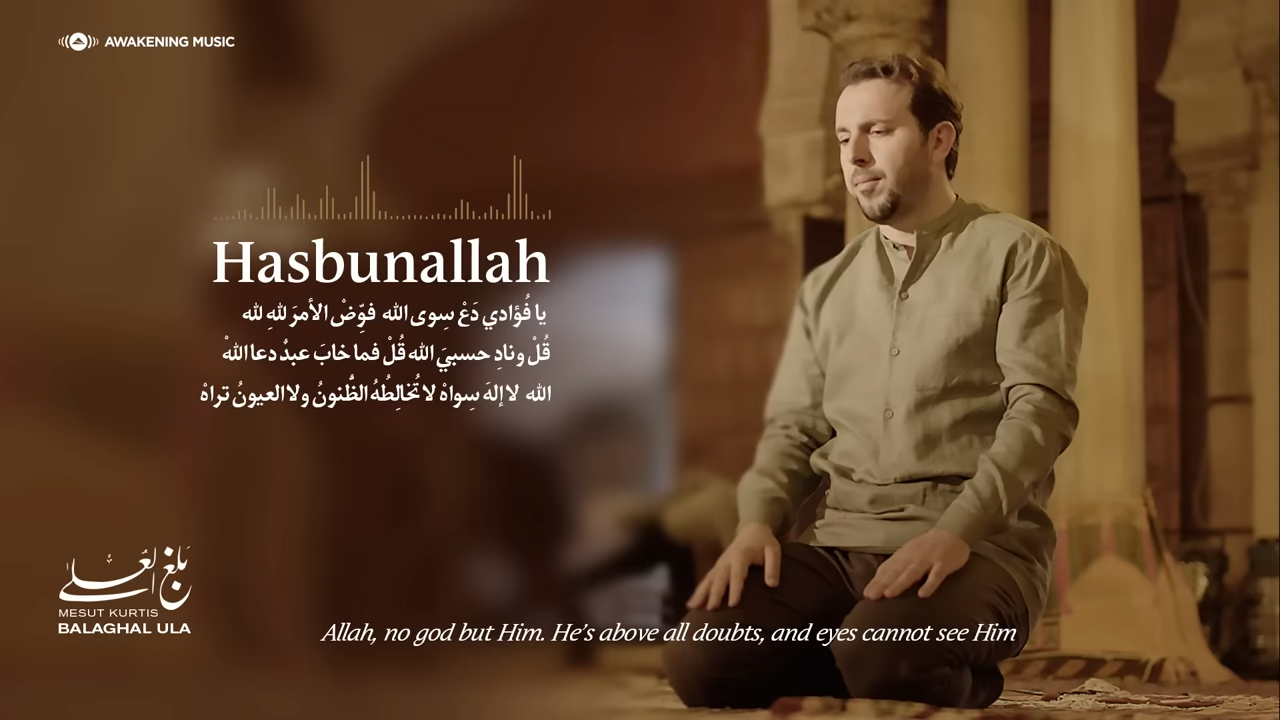 AWAKENING MUSIC
Hasbunallah
يا فُؤادي دَعْ سِوى الله فوِّضْ الأمرَ للهِ لله
قُلْ ونادِ حسبيَ الله قُلْ فما خابَ عبدٌ دعا اللهْ
الله لا إلهَ سِواهْ لا تُخالِطُهُ الظُّنونُ ولا العيونُ تراهْ
بلغ العلى
MESUT KURTIS
BALAGHAL ULA
Allah, no god but Him. He's above all doubts, and eyes cannot see Him